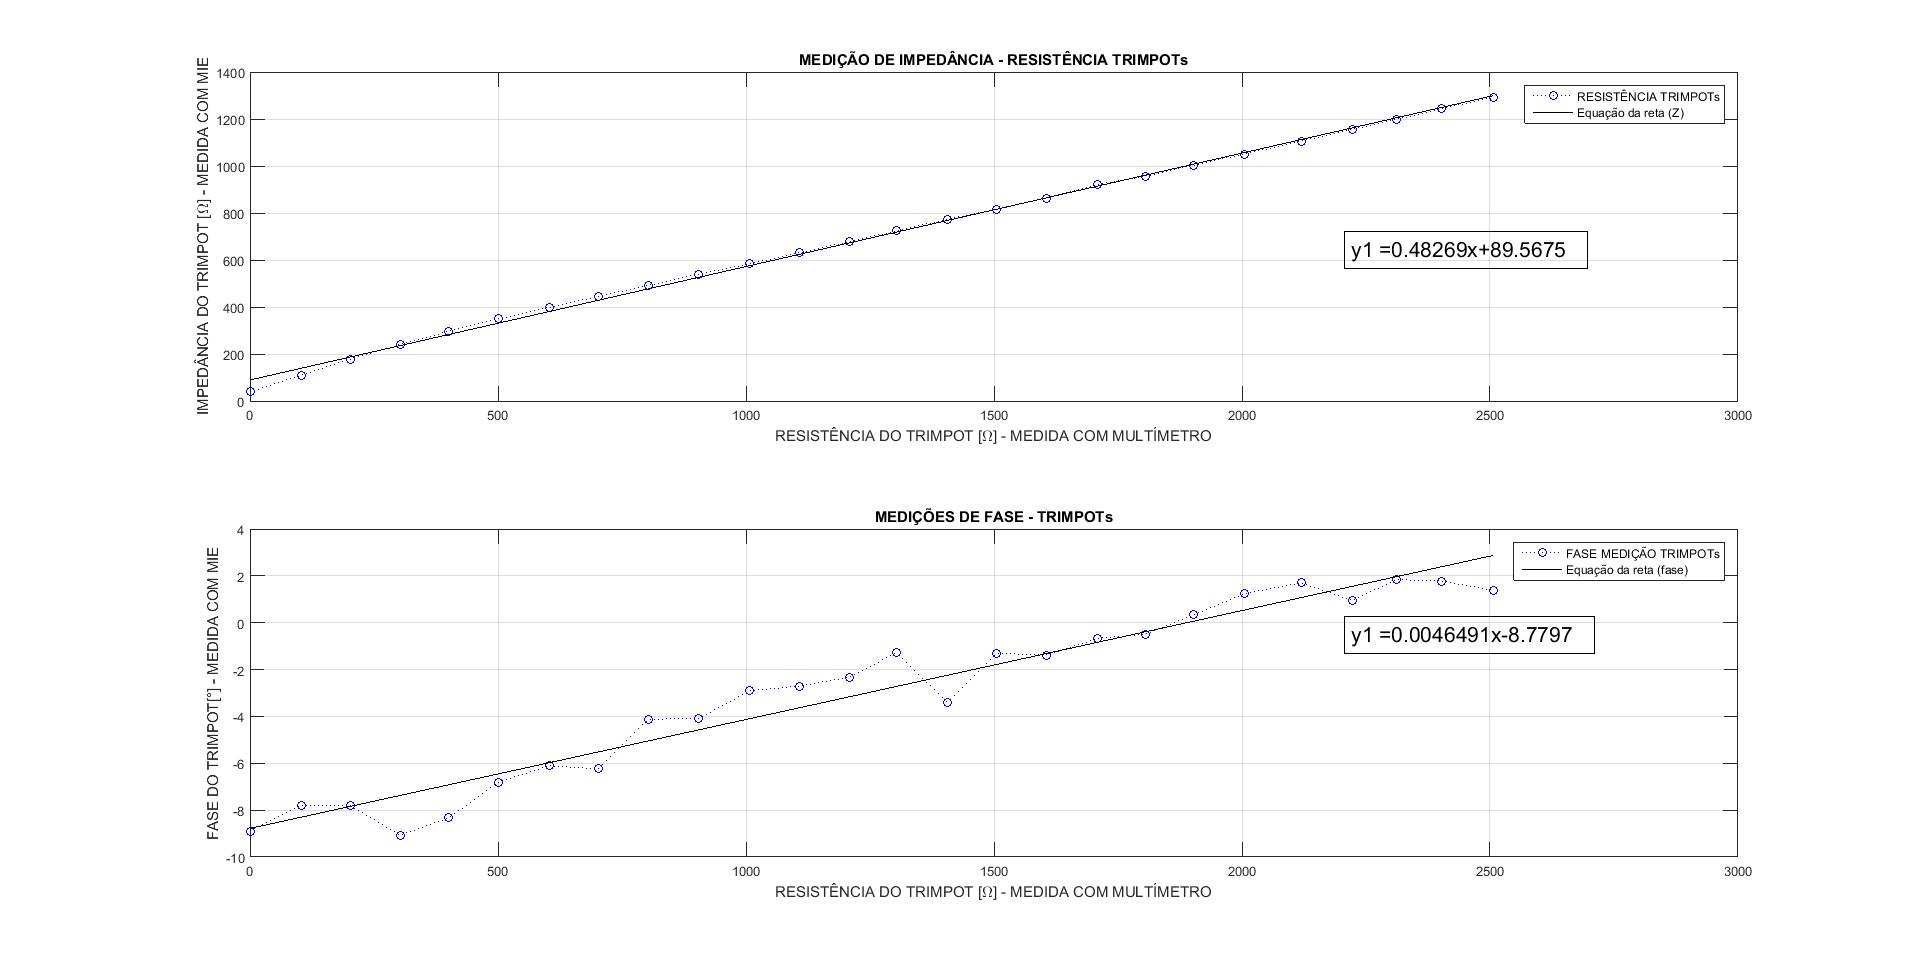 MEDIÇÃO DE IMPEDÂNCIA - RESISTÊNCIA TRIMPOTs
IMPEDÂNCIA DO TRIMPOT [Ω] - MEDIDA COM MIE
1400
1200
1000
800
600
400
200
0
RESISTÊNCIA TRIMPOTs
Equação da reta (Z)
y1 =0.48269x+89.5675
0 500 1000 1500 2000 2500 3000
RESISTÊNCIA DO TRIMPOT [Ω] - MEDIDA COM MULTÍMETRO
MEDIÇÕES DE FASE - TRIMPOTs
FASE DO TRIMPOT[°] - MEDIDA COM MIE
4
2
0
-2
-4
-6
-8
-10
FASE MEDIÇÃO TRIMPOTs
Equação da reta (fase)
y1 =0.0046491x-8.7797
0 500 1000 1500 2000 2500 3000
RESISTÊNCIA DO TRIMPOT [Ω] - MEDIDA COM MULTÍMETRO